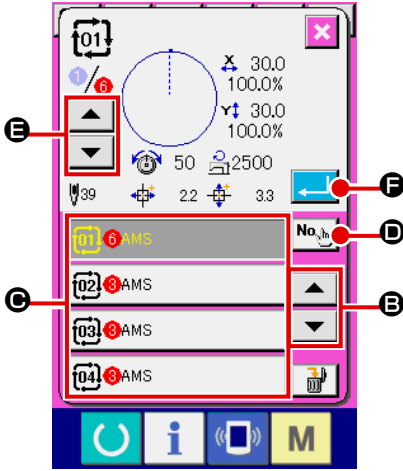 01
X 30.0
100.0%
1/6
Y 30.0
100.0%
E
50 2500
39 2.2 3.3
F
01 6 AMS
No.
D
02 3 AMS
B
C
03 3 AMS
04 3 AMS
i M